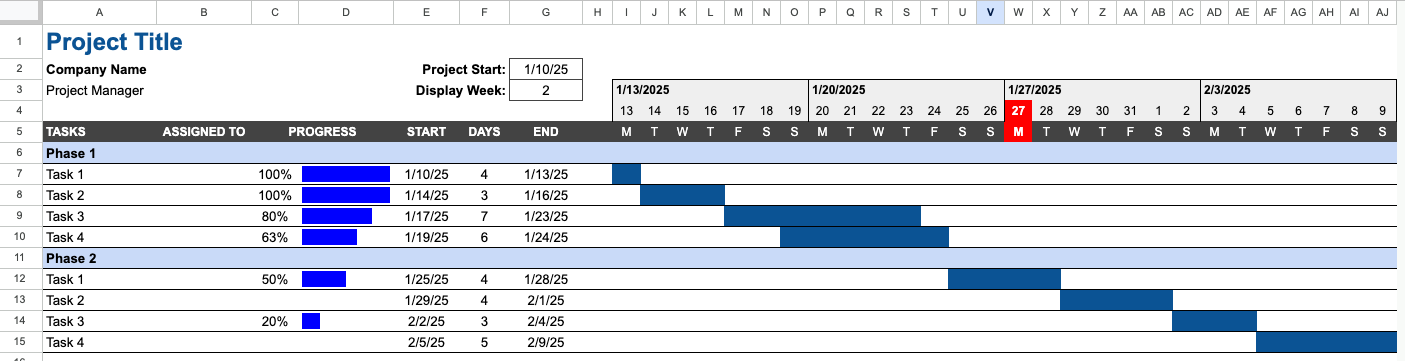 A B C D E F G H I J K L M N O P Q R S T U V W X Y Z AA AB AC AD AE AF AG AH AI AJ
1 Project Title
2 Company Name Project Start: 1/10/25
3 Project Manager Display Week: 2 1/13/2025 1/20/2025 1/27/2025 2/3/2025
4 13 14 15 16 17 18 19 20 21 22 23 24 25 26 27 28 29 30 31 1 2 3 4 5 6 7 8 9
5 TASKS ASSIGNED TO PROGRESS START DAYS END M T W T F S S M T W T F S S M T W T F S S M T W T F S S
6 Phase 1
7 Task 1 100% 1/10/25 4 1/13/25
8 Task 2 100% 1/14/25 3 1/16/25
9 Task 3 80% 1/17/25 7 1/23/25
10 Task 4 63% 1/19/25 6 1/24/25
11 Phase 2
12 Task 1 50% 1/25/25 4 1/28/25
13 Task 2 1/29/25 4 2/1/25
14 Task 3 20% 2/2/25 3 2/4/25
15 Task 4 2/5/25 5 2/9/25